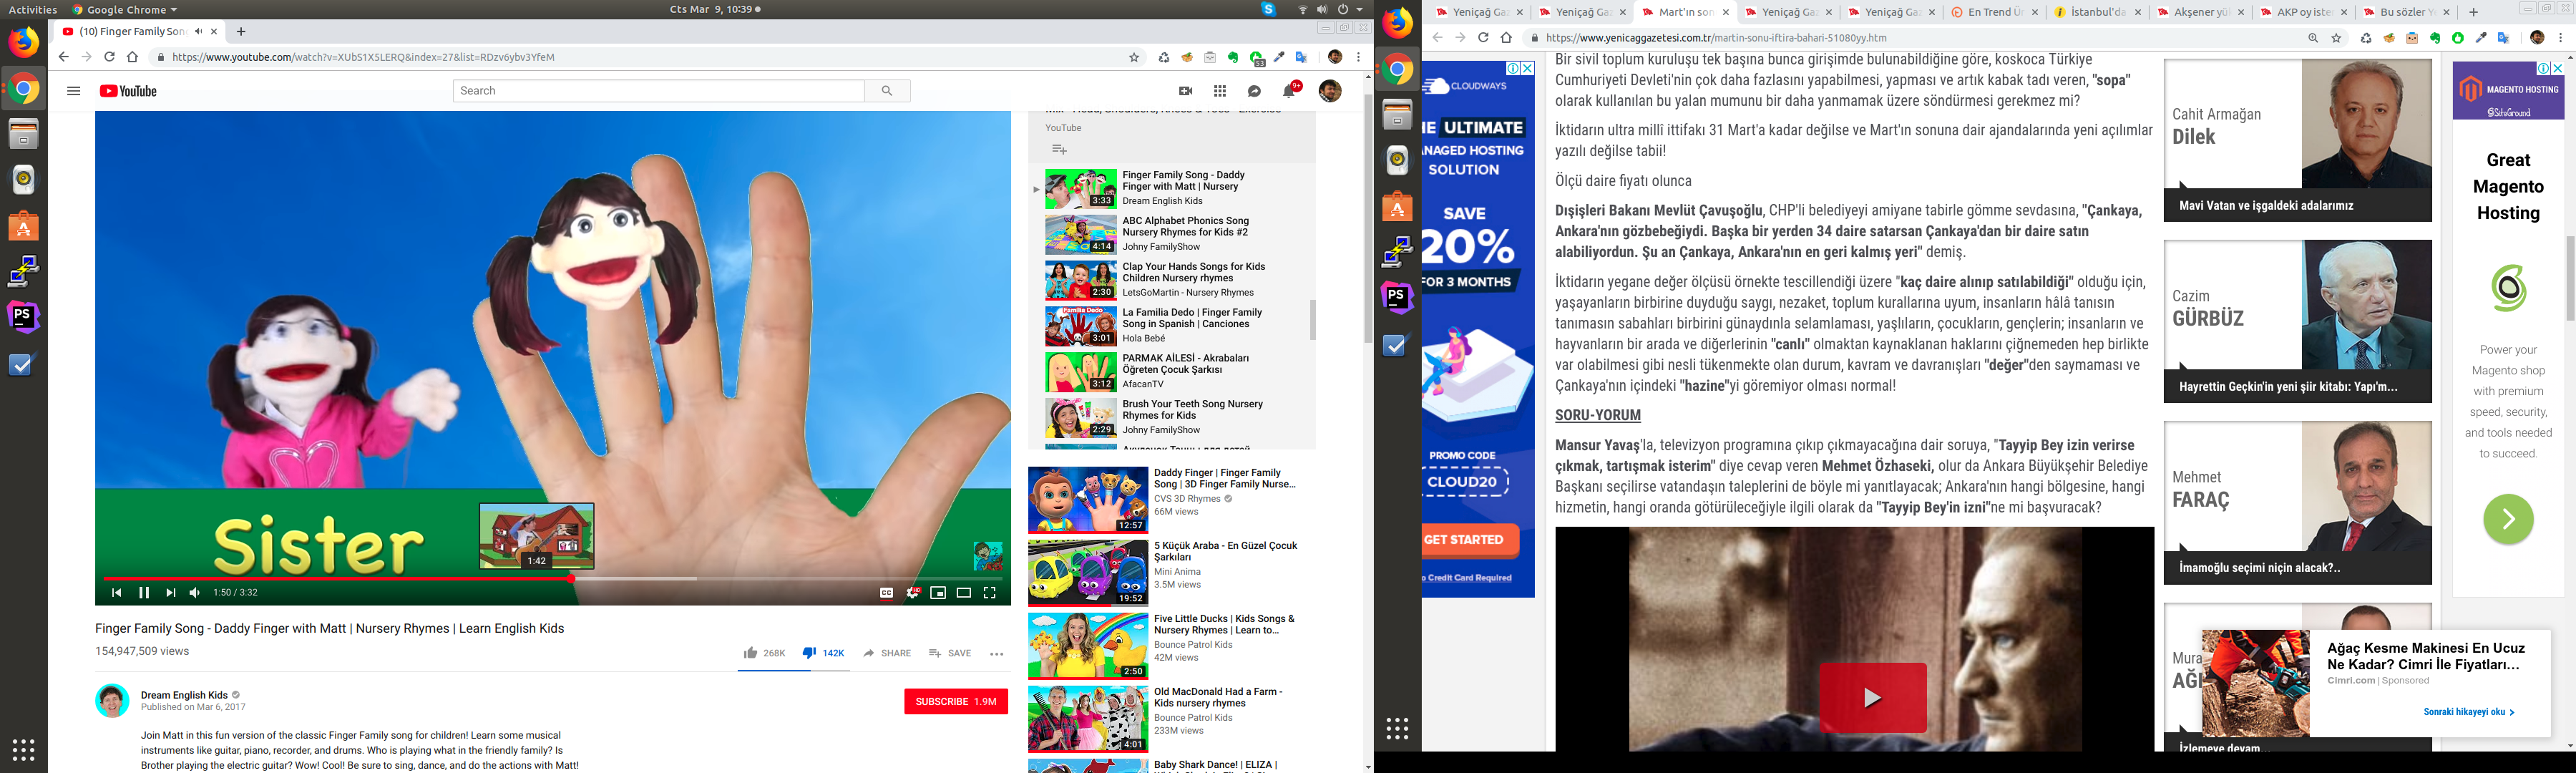 Activities
Google Chrome
Cts Mar 9, 10:39
(10) Finger Family Son
https://www.youtube.com/watch?v=XUbS1X5LERQ&index=27&list=RDzv6ybv3YfeM
53
YouTube
Search
9+
YouTube
Finger Family Song - Daddy
Finger with Matt | Nursery
Dream English Kids
3:33
ABC Alphabet Phonics Song
Nursery Rhymes for Kids #2
Johny FamilyShow
4:14
Clap Your Hands Songs for Kids
Children Nursery rhymes
LetsGoMartin - Nursery Rhymes
2:30
La Familia Dedo | Finger Family
Song in Spanish | Canciones
Hola Bebé
Familia Dedo
3:01
PARMAK AİLESİ - Akrabaları
Öğreten Çocuk Şarkısı
AfacanTV
3:12
Brush Your Teeth Song Nursery
Rhymes for Kids
Johny FamilyShow
2:29
Sister
1:42
1:50 / 3:32
CC
HD
Finger Family Song - Daddy Finger with Matt | Nursery Rhymes | Learn English Kids
154,947,509 views
268K
142K
SHARE
SAVE
Dream English Kids
Published on Mar 6, 2017
SUBSCRIBE 1.9M
Join Matt in this fun version of the classic Finger Family song for children! Learn some musical
instruments like guitar, piano, recorder, and drums. Who is playing what in the friendly family? Is
Brother playing the electric guitar? Wow! Cool! Be sure to sing, dance, and do the actions with Matt!
Daddy Finger | Finger Family
Song | 3D Finger Family Nurse...
CVS 3D Rhymes
66M views
12:57
5 Küçük Araba - En Güzel Çocuk
Şarkıları
Mini Anima
3.5M views
19:52
Five Little Ducks | Kids Songs &
Nursery Rhymes | Learn to...
Bounce Patrol Kids
42M views
2:50
Old MacDonald Had a Farm -
Kids nursery rhymes
Bounce Patrol Kids
233M views
4:01
Baby Shark Dance! | ELIZA |
PS
Yeniçağ Gaz
Yeniçağ Gaz
Mart'ın son
Yeniçağ Gaz
Yeniçağ Gaz
En Trend Ür
İstanbul'da
Akşener yük
AKP oy iste
Bu sözler Y
https://www.yenicaggazetesi.com.tr/martin-sonu-iftira-bahari-51080yy.htm
PS
CLOUDWAYS
ULTIMATE
HOSTING
SOLUTION
SAVE
20%
FOR 3 MONTHS
PROMO CODE
CLOUD20
GET STARTED
Credit Card Required
Bir sivil toplum kuruluşu tek başına bunca girişimde bulunabildiğine göre, koskoca Türkiye
Cumhuriyeti Devleti'nin çok daha fazlasını yapabilmesi, yapması ve artık kabak tadı veren, "sopa"
olarak kullanılan bu yalan mumunu bir daha yanmamak üzere söndürmesi gerekmez mi?
İktidarın ultra millî ittifakı 31 Mart'a kadar değilse ve Mart'ın sonuna dair ajandalarında yeni açılımlar
yazılı değilse tabii!
Ölçü daire fiyatı olunca
Dışişleri Bakanı Mevlüt Çavuşoğlu, CHP'li belediyeyi amiyane tabirle gömme sevdasına, "Çankaya,
Ankara'nın gözbebeğiydi. Başka bir yerden 34 daire satarsan Çankaya'dan bir daire satın
alabiliyordun. Şu an Çankaya, Ankara'nın en geri kalmış yeri" demiş.
İktidarın yegane değer ölçüsü örnekte tescillendiği üzere "kaç daire alınıp satılabildiği" olduğu için,
yaşayanların birbirine duyduğu saygı, nezaket, toplum kurallarına uyum, insanların hâlâ tanısın
tanımasın sabahları birbirini günaydınla selamlaması, yaşlıların, çocukların, gençlerin; insanların ve
hayvanların bir arada ve diğerlerinin "canlı" olmaktan kaynaklanan haklarını çiğnemeden hep birlikte
var olabilmesi gibi nesli tükenmekte olan durum, kavram ve davranışları "değer"den saymaması ve
Çankaya'nın içindeki "hazine"yi göremiyor olması normal!
SORU-YORUM
Mansur Yavaş'la, televizyon programına çıkıp çıkmayacağına dair soruya, "Tayyip Bey izin verirse
çıkmak, tartışmak isterim" diye cevap veren Mehmet Özhaseki, olur da Ankara Büyükşehir Belediye
Başkanı seçilirse vatandaşın taleplerini de böyle mi yanıtlayacak; Ankara'nın hangi bölgesine, hangi
hizmetin, hangi oranda götürüleceğiyle ilgili olarak da "Tayyip Bey'in izni"ne mi başvuracak?
Cahit Armağan
Dilek
Mavi Vatan ve işgaldeki adalarımız
Cazim
GÜRBÜZ
Hayrettin Geçkin'in yeni şiir kitabı: Yapı'm...
Mehmet
FARAÇ
İmamoğlu seçimi niçin alacak?..
Mura
AĞI
İzlemeye devam...
MAGENTO HOSTING
SiteGround
Great
Magento
Hosting
Power your
Magento shop
with premium
speed, security,
and tools needed
to succeed.
Ağaç Kesme Makinesi En Ucuz
Ne Kadar? Cimri İle Fiyatları...
Cimri.com | Sponsored
Sonraki hikayeyi oku